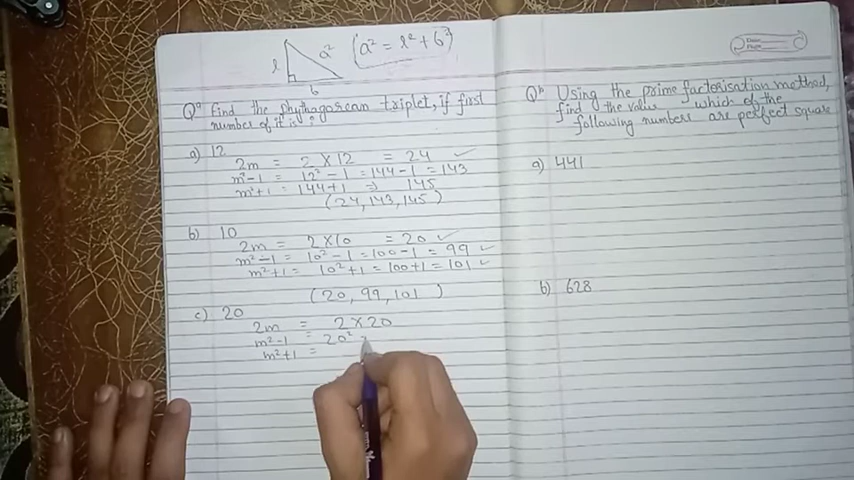 l a² (a² = l² + b²)
b
Qª find the phythagorean triplet, if first
number of it is :
a) 12
2m = 2 × 12 = 24 ✓
m²-1 = 12² - 1 = 144 - 1 = 143
m²+1 = 144+1 ⇒ 145
(24, 143, 145)
b) 10
2m = 2×10 = 20 ✓
m²-1 = 10² - 1 = 100 - 1 = 99 ✓
m²+1 = 10² + 1 = 100+1 = 101 ✓
(20, 99, 101)
c) 20
2m = 2 × 20
m²-1 = 20²
m²+1 =
Qᵇ Using the prime factorisation method,
find the value which of the
following numbers are perfect square
a) 441
b) 628